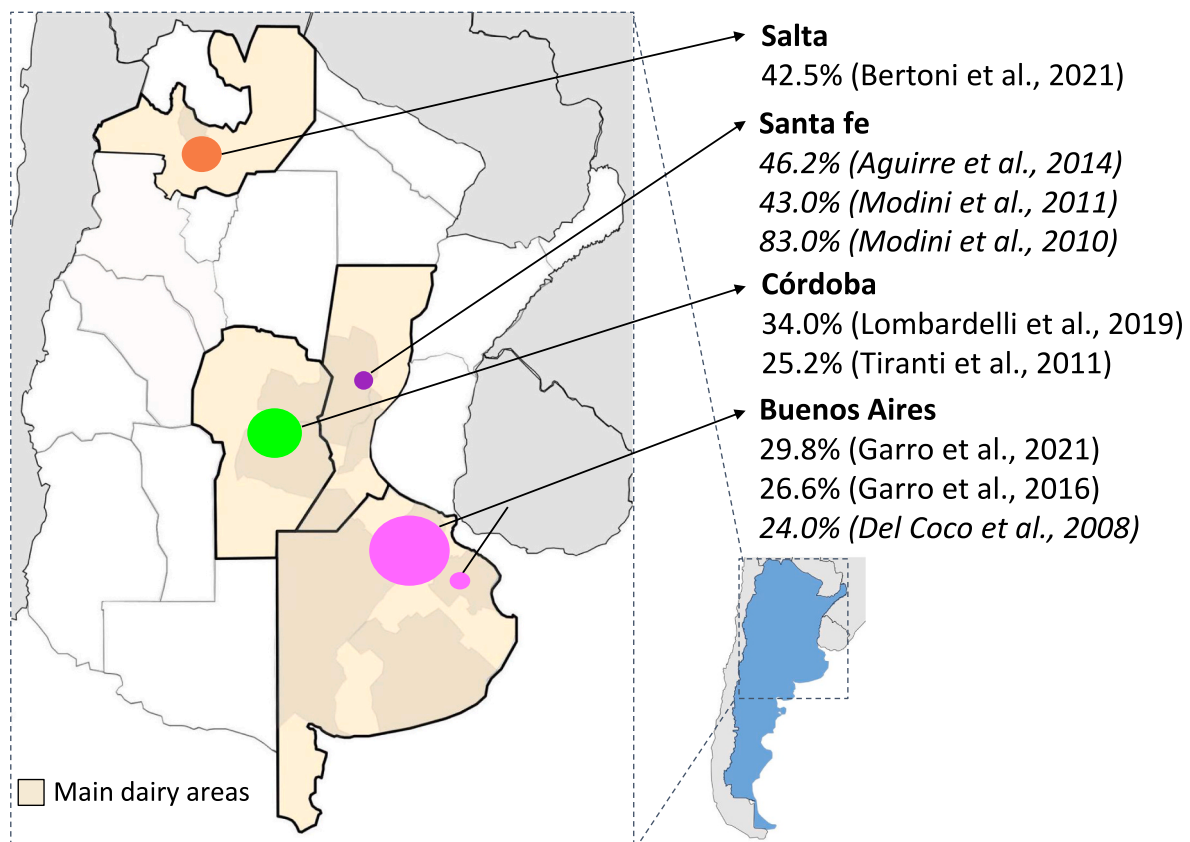 Salta
42.5% (Bertoni et al., 2021)
Santa fe
46.2% (Aguirre et al., 2014)
43.0% (Modini et al., 2011)
83.0% (Modini et al., 2010)
Córdoba
34.0% (Lombardelli et al., 2019)
25.2% (Tiranti et al., 2011)
Buenos Aires
29.8% (Garro et al., 2021)
26.6% (Garro et al., 2016)
24.0% (Del Coco et al., 2008)
Main dairy areas